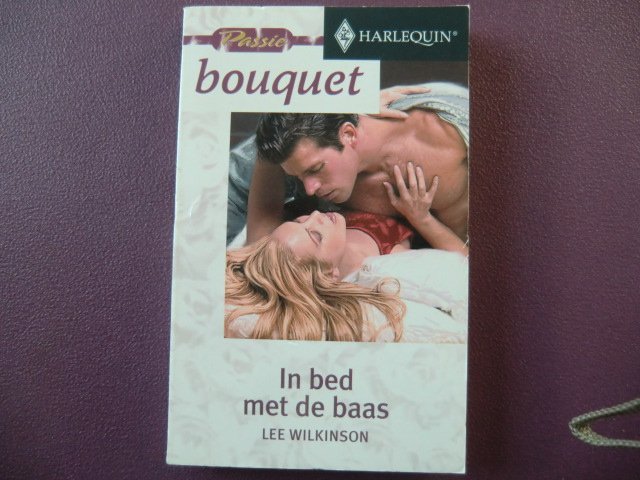 Passie
HARLEQUIN®
bouquet
In bed
met de baas
LEE WILKINSON